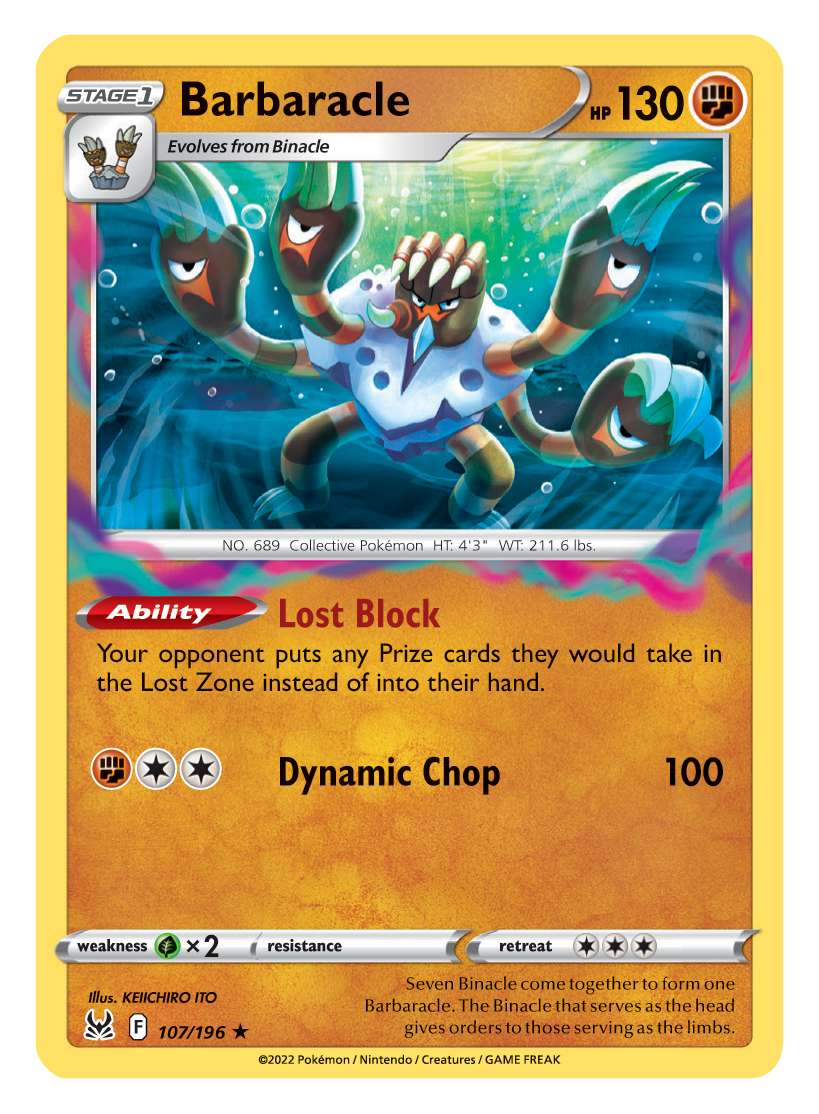 STAGE1
Barbaracle
HP 130
Evolves from Binacle
NO. 689 Collective Pokémon HT: 4'3" WT: 211.6 lbs.
Ability
Lost Block
Your opponent puts any Prize cards they would take in
the Lost Zone instead of into their hand.
Dynamic Chop 100
weakness ×2 resistance retreat
Illus. KEIICHIRO ITO
Seven Binacle come together to form one
Barbaracle. The Binacle that serves as the head
gives orders to those serving as the limbs.
F 107/196 ★
©2022 Pokémon / Nintendo / Creatures / GAME FREAK